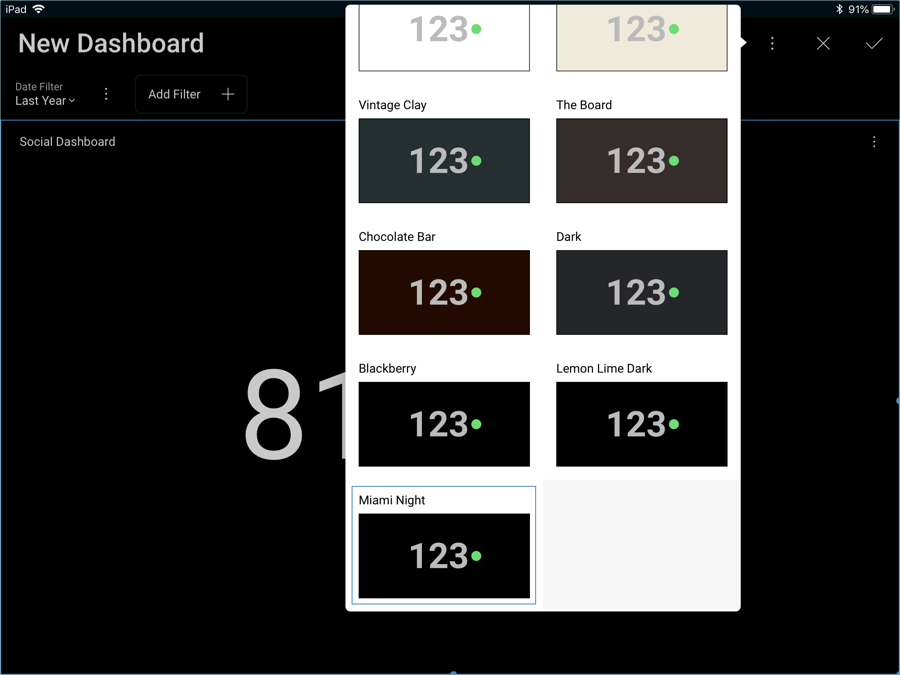 iPad
91%
New Dashboard
Date Filter
Last Year
Add Filter
Social Dashboard
81
123
123
Vintage Clay
The Board
123
123
Chocolate Bar
Dark
123
123
Blackberry
Lemon Lime Dark
123
123
Miami Night
123